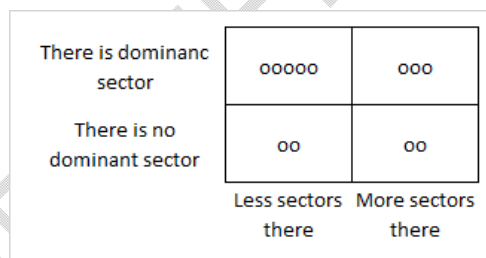 There is dominanc
sector
ooooo
ooo
There is no
dominant sector
oo
oo
Less sectors
there
More sectors
there